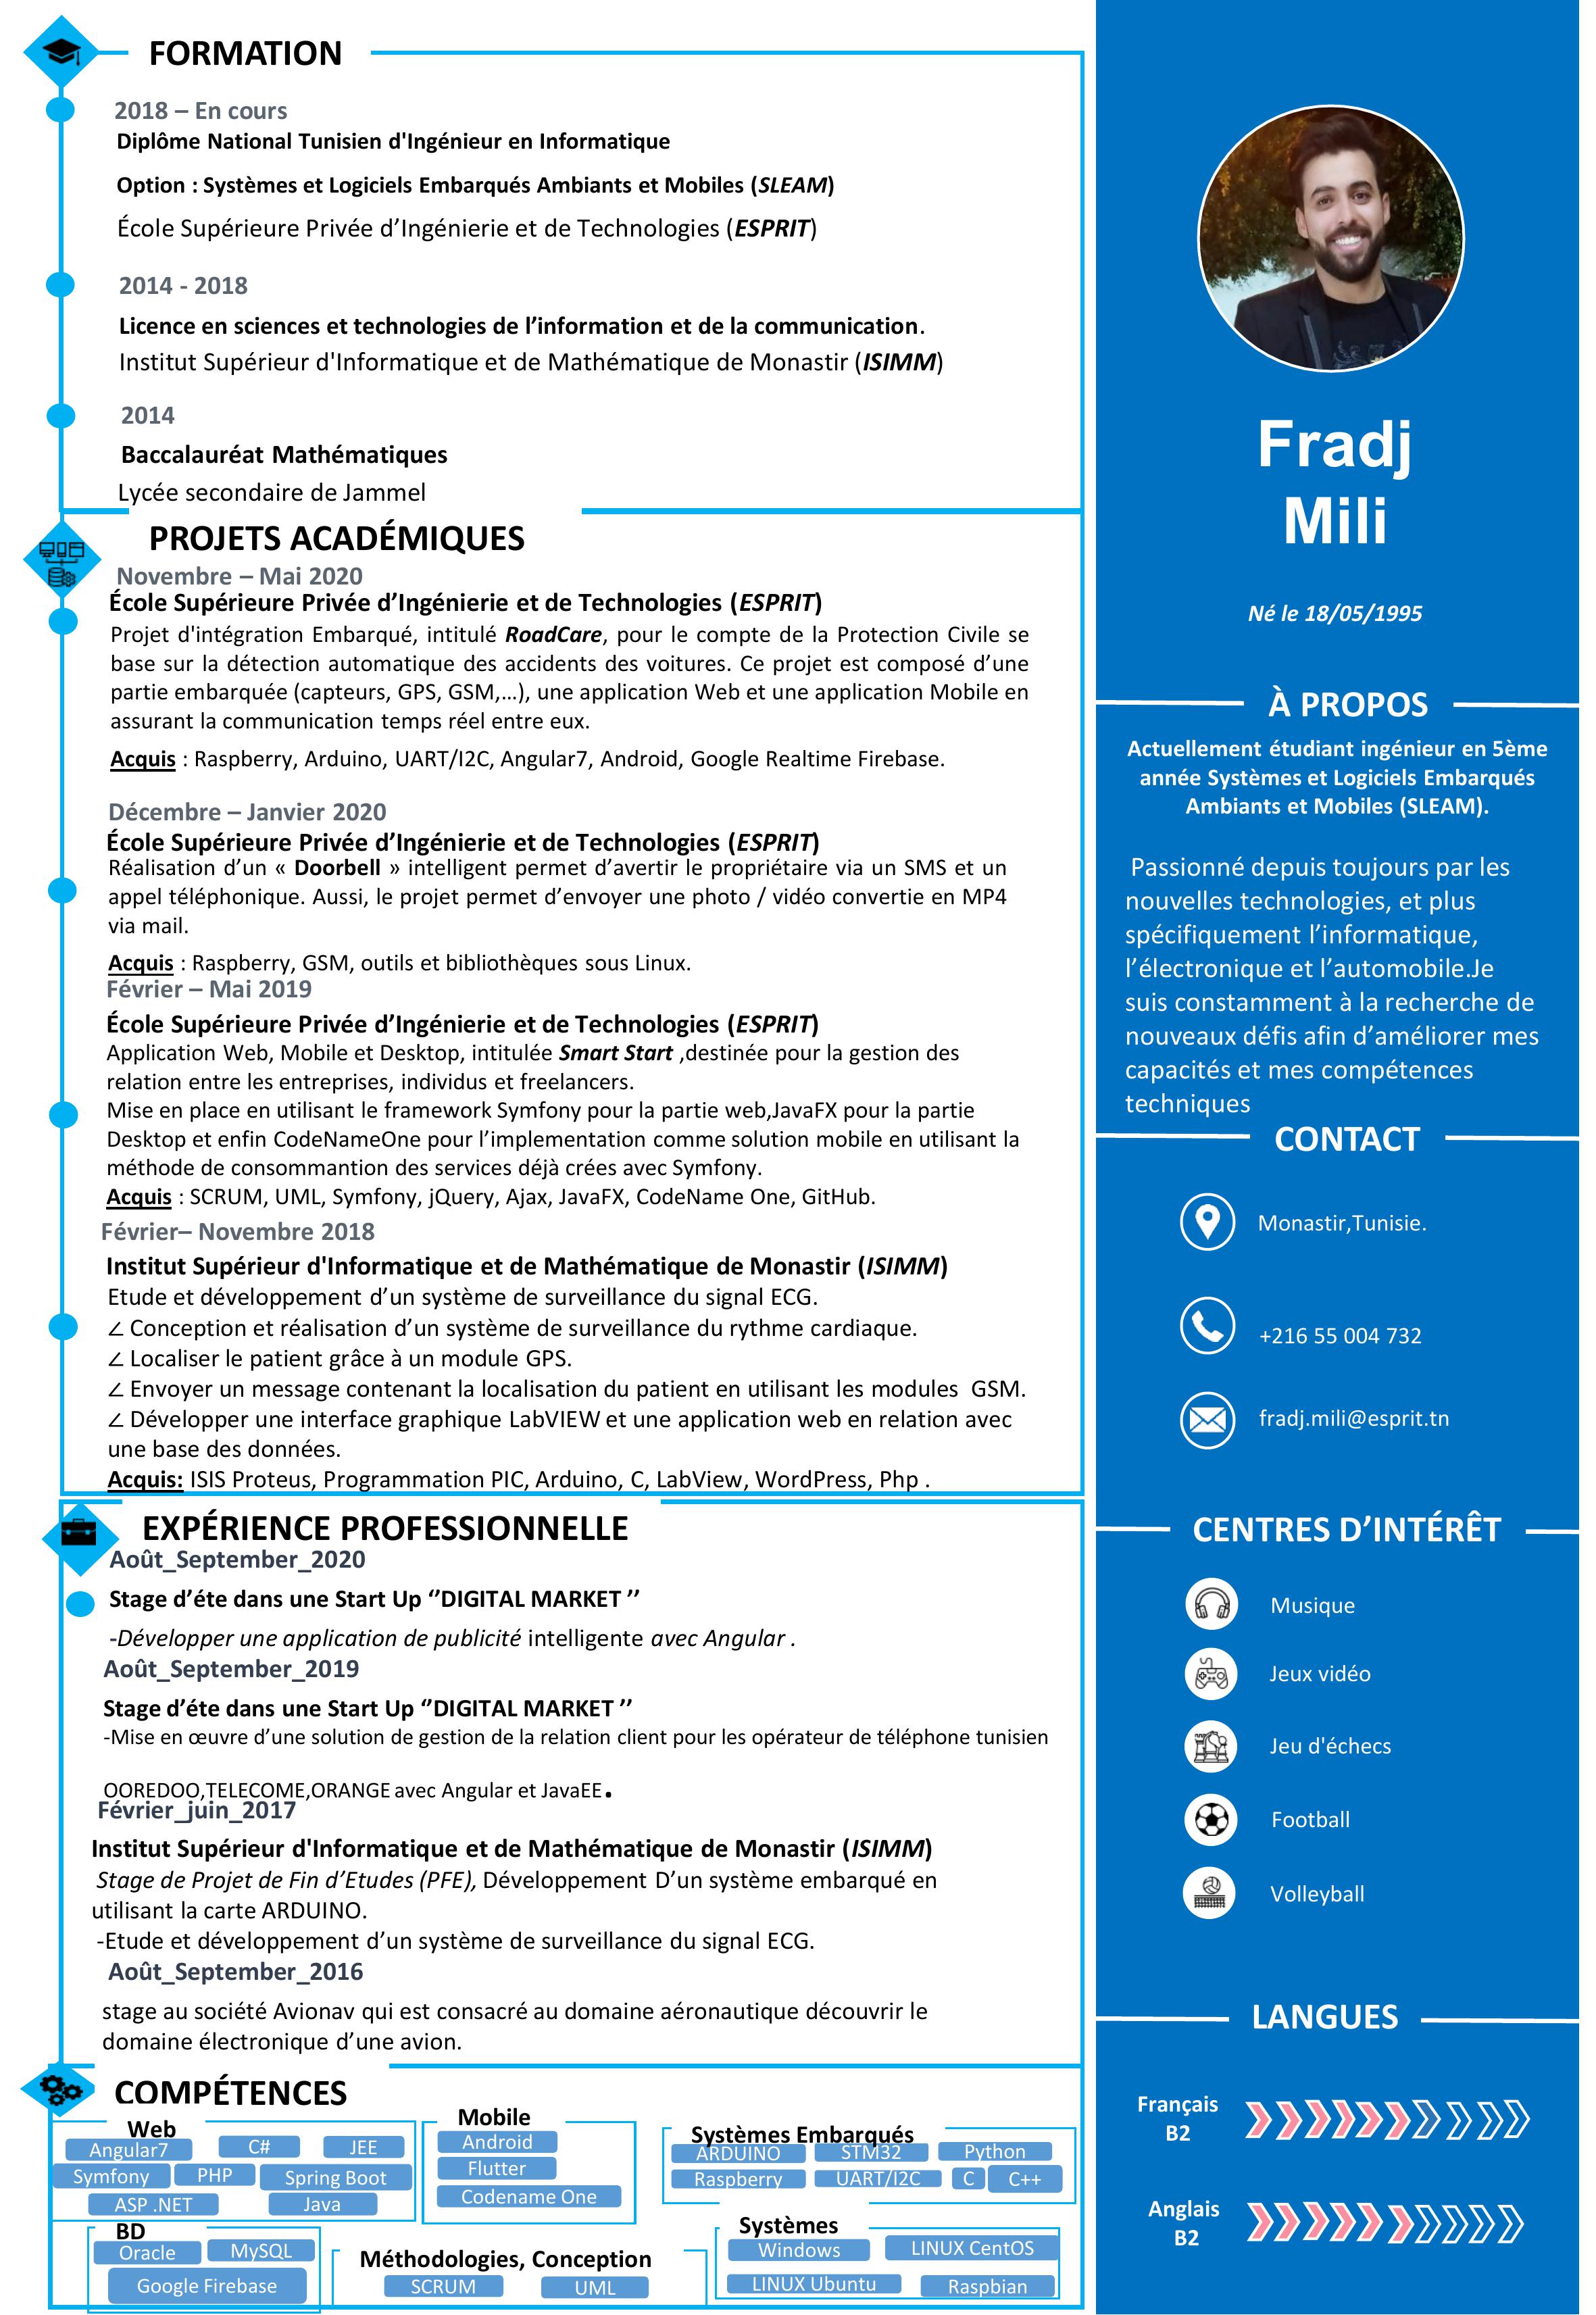 FORMATION
2018 – En cours
Diplôme National Tunisien d'Ingénieur en Informatique
Option : Systèmes et Logiciels Embarqués Ambiants et Mobiles (SLEAM)
École Supérieure Privée d’Ingénierie et de Technologies (ESPRIT)
2014 - 2018
Licence en sciences et technologies de l’information et de la communication.
Institut Supérieur d'Informatique et de Mathématique de Monastir (ISIMM)
2014
Baccalauréat Mathématiques
Lycée secondaire de Jammel
PROJETS ACADÉMIQUES
Novembre – Mai 2020
École Supérieure Privée d’Ingénierie et de Technologies (ESPRIT)
Projet d'intégration Embarqué, intitulé RoadCare, pour le compte de la Protection Civile se
base sur la détection automatique des accidents des voitures. Ce projet est composé d’une
partie embarquée (capteurs, GPS, GSM,…), une application Web et une application Mobile en
assurant la communication temps réel entre eux.
Acquis : Raspberry, Arduino, UART/I2C, Angular7, Android, Google Realtime Firebase.
Décembre – Janvier 2020
École Supérieure Privée d’Ingénierie et de Technologies (ESPRIT)
Réalisation d’un « Doorbell » intelligent permet d’avertir le propriétaire via un SMS et un
appel téléphonique. Aussi, le projet permet d’envoyer une photo / vidéo convertie en MP4
via mail.
Acquis : Raspberry, GSM, outils et bibliothèques sous Linux.
Février – Mai 2019
École Supérieure Privée d’Ingénierie et de Technologies (ESPRIT)
Application Web, Mobile et Desktop, intitulée Smart Start ,destinée pour la gestion des
relation entre les entreprises, individus et freelancers.
Mise en place en utilisant le framework Symfony pour la partie web,JavaFX pour la partie
Desktop et enfin CodeNameOne pour l’implementation comme solution mobile en utilisant la
méthode de consommantion des services déjà crées avec Symfony.
Acquis : SCRUM, UML, Symfony, jQuery, Ajax, JavaFX, CodeName One, GitHub.
Février– Novembre 2018
Institut Supérieur d'Informatique et de Mathématique de Monastir (ISIMM)
Etude et développement d’un système de surveillance du signal ECG.
∠ Conception et réalisation d’un système de surveillance du rythme cardiaque.
∠ Localiser le patient grâce à un module GPS.
∠ Envoyer un message contenant la localisation du patient en utilisant les modules GSM.
∠ Développer une interface graphique LabVIEW et une application web en relation avec
une base des données.
Acquis: ISIS Proteus, Programmation PIC, Arduino, C, LabView, WordPress, Php .
EXPÉRIENCE PROFESSIONNELLE
Août_September_2020
Stage d’éte dans une Start Up ‘’DIGITAL MARKET ’’
-Développer une application de publicité intelligente avec Angular .
Août_September_2019
Stage d’éte dans une Start Up ‘’DIGITAL MARKET ’’
-Mise en œuvre d’une solution de gestion de la relation client pour les opérateur de téléphone tunisien
OOREDOO,TELECOME,ORANGE avec Angular et JavaEE.
Février_juin_2017
Institut Supérieur d'Informatique et de Mathématique de Monastir (ISIMM)
Stage de Projet de Fin d’Etudes (PFE), Développement D’un système embarqué en
utilisant la carte ARDUINO.
-Etude et développement d’un système de surveillance du signal ECG.
Août_September_2016
stage au société Avionav qui est consacré au domaine aéronautique découvrir le
domaine électronique d’une avion.
COMPÉTENCES
Web
Angular7 C# JEE
Symfony PHP Spring Boot
ASP .NET Java
Mobile
Android
Flutter
Codename One
Systèmes Embarqués
ARDUINO STM32 Python
Raspberry UART/I2C C C++
BD
Oracle MySQL
Google Firebase
Méthodologies, Conception
SCRUM UML
Systèmes
Windows LINUX CentOS
LINUX Ubuntu Raspbian
Fradj
Mili
Né le 18/05/1995
À PROPOS
Actuellement étudiant ingénieur en 5ème
année Systèmes et Logiciels Embarqués
Ambiants et Mobiles (SLEAM).
Passionné depuis toujours par les
nouvelles technologies, et plus
spécifiquement l’informatique,
l’électronique et l’automobile.Je
suis constamment à la recherche de
nouveaux défis afin d’améliorer mes
capacités et mes compétences
techniques
CONTACT
Monastir,Tunisie.
+216 55 004 732
fradj.mili@esprit.tn
CENTRES D’INTÉRÊT
Musique
Jeux vidéo
Jeu d'échecs
Football
Volleyball
LANGUES
Français
B2
Anglais
B2